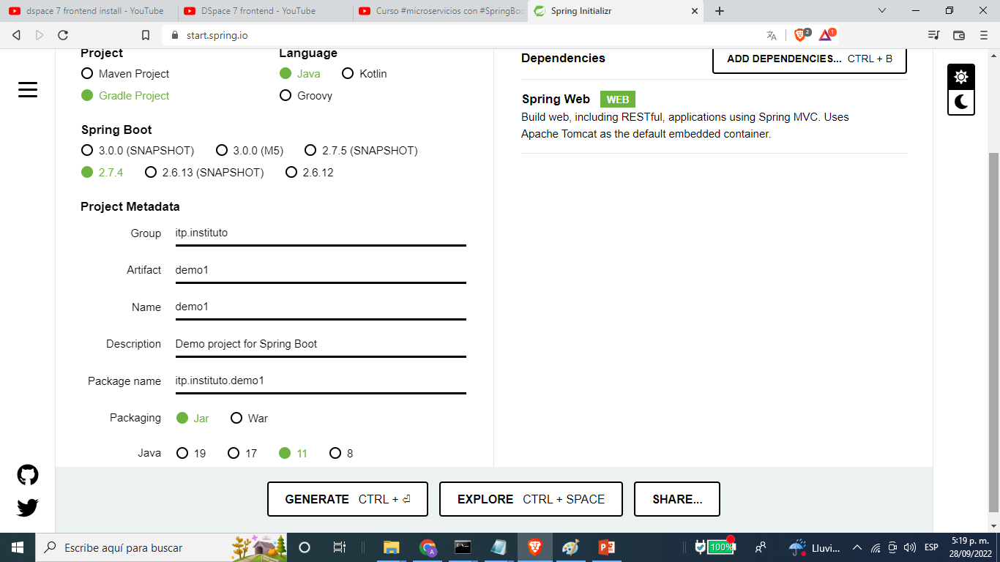 dspace 7 frontend install - YouTube
DSpace 7 frontend - YouTube
Curso #microservicios con #SpringBoo
Spring Initializr
start.spring.io
2
1
Project
Maven Project
Gradle Project
Language
Java
Kotlin
Groovy
Spring Boot
3.0.0 (SNAPSHOT)
3.0.0 (M5)
2.7.5 (SNAPSHOT)
2.7.4
2.6.13 (SNAPSHOT)
2.6.12
Project Metadata
Group itp.instituto
Artifact demo1
Name demo1
Description Demo project for Spring Boot
Package name itp.instituto.demo1
Packaging Jar War
Java 19 17 11 8
Dependencies
ADD DEPENDENCIES... CTRL + B
Spring Web WEB
Build web, including RESTful, applications using Spring MVC. Uses
Apache Tomcat as the default embedded container.
GENERATE CTRL + ⏎
EXPLORE CTRL + SPACE
SHARE...
Escribe aquí para buscar
100%
Lluvi...
ESP
5:19 p. m.
28/09/2022